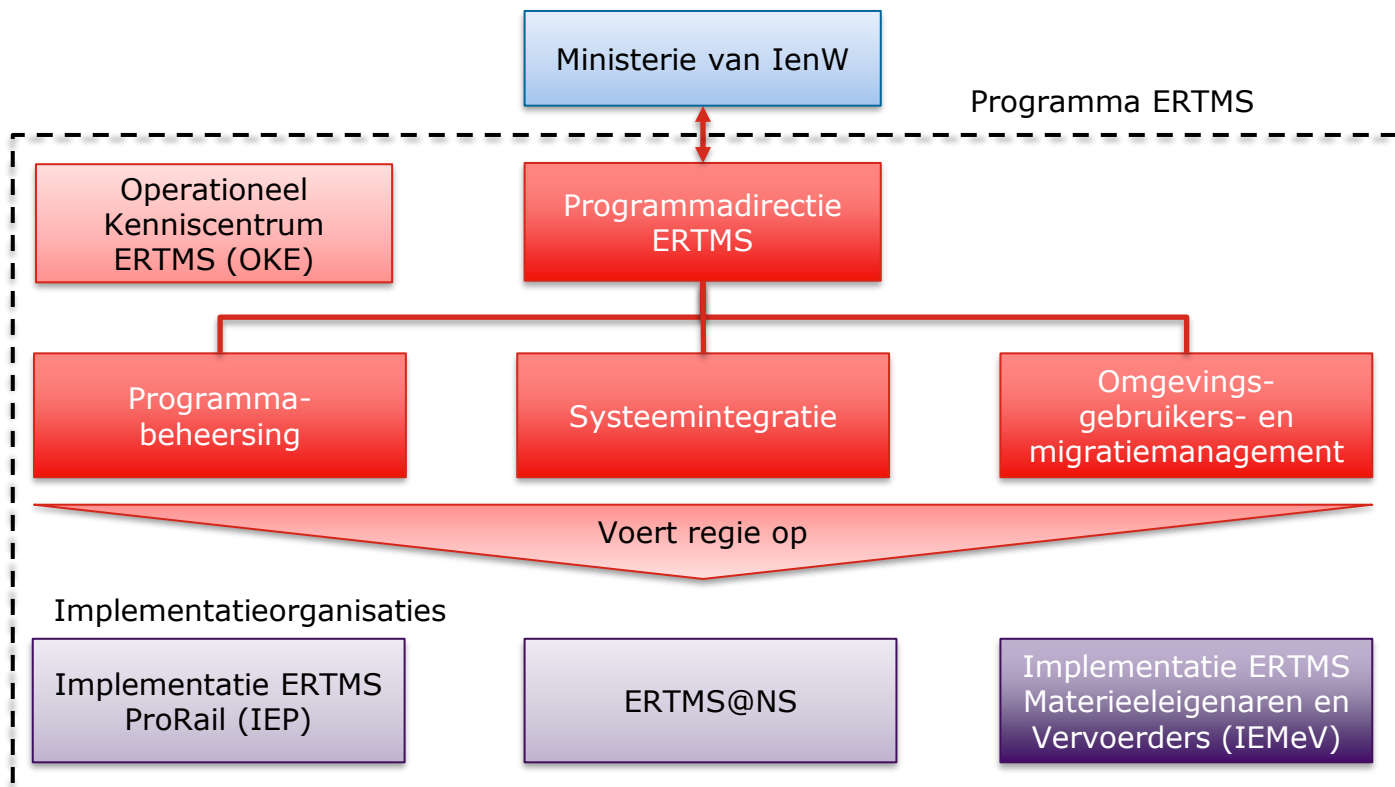 Ministerie van IenW
Programma ERTMS
Operationeel
Kenniscentrum
ERTMS (OKE)
Programmadirectie
ERTMS
Programma-
beheersing
Systeemintegratie
Omgevings-
gebruikers- en
migratiemanagement
Voert regie op
Implementatieorganisaties
Implementatie ERTMS
ProRail (IEP)
ERTMS@NS
Implementatie ERTMS
Materieeleigenaren en
Vervoerders (IEMeV)